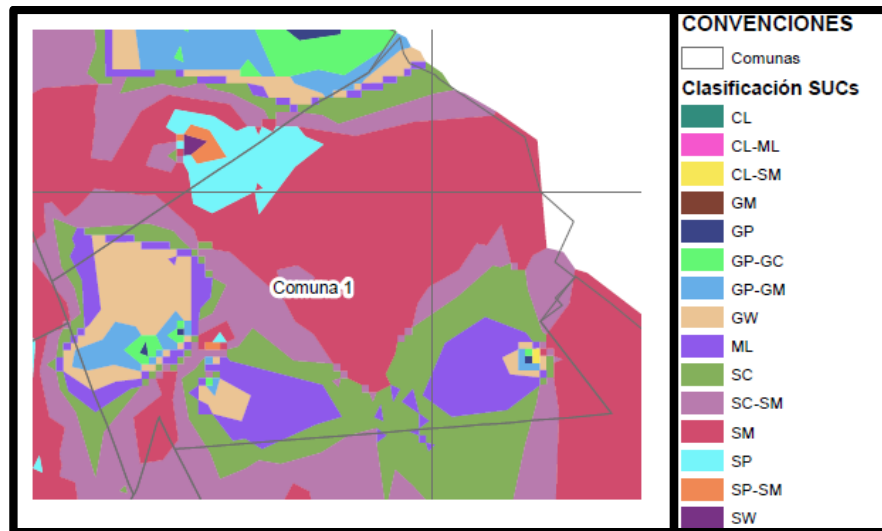 Comuna 1
CONVENCIONES
Comunas
Clasificación SUCs
CL
CL-ML
CL-SM
GM
GP
GP-GC
GP-GM
GW
ML
SC
SC-SM
SM
SP
SP-SM
SW